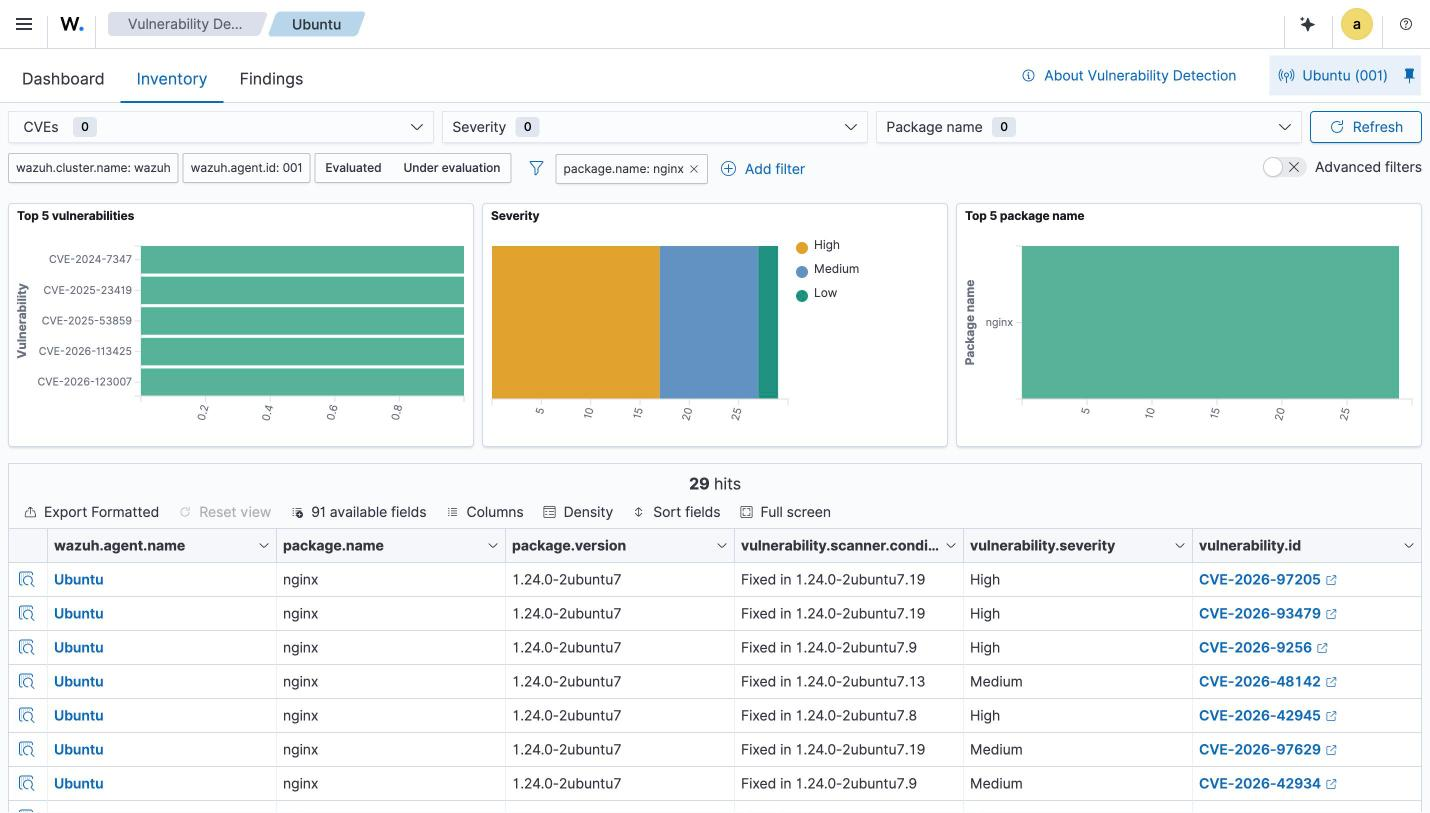 W. Vulnerability De... Ubuntu a
Dashboard Inventory Findings About Vulnerability Detection Ubuntu (001)
CVEs 0 Severity 0 Package name 0 Refresh
wazuh.cluster.name: wazuh wazuh.agent.id: 001 Evaluated Under evaluation package.name: nginx Add filter Advanced filters
Top 5 vulnerabilities
Vulnerability
CVE-2024-7347
CVE-2025-23419
CVE-2025-53859
CVE-2026-113425
CVE-2026-123007
0.2 0.4 0.6 0.8
Severity
High
Medium
Low
5 10 15 20 25
Top 5 package name
Package name
nginx
5 10 15 20 25
29 hits
Export Formatted Reset view 91 available fields Columns Density Sort fields Full screen
wazuh.agent.name package.name package.version vulnerability.scanner.condi... vulnerability.severity vulnerability.id
Ubuntu nginx 1.24.0-2ubuntu7 Fixed in 1.24.0-2ubuntu7.19 High CVE-2026-97205
Ubuntu nginx 1.24.0-2ubuntu7 Fixed in 1.24.0-2ubuntu7.19 High CVE-2026-93479
Ubuntu nginx 1.24.0-2ubuntu7 Fixed in 1.24.0-2ubuntu7.9 High CVE-2026-9256
Ubuntu nginx 1.24.0-2ubuntu7 Fixed in 1.24.0-2ubuntu7.13 Medium CVE-2026-48142
Ubuntu nginx 1.24.0-2ubuntu7 Fixed in 1.24.0-2ubuntu7.8 High CVE-2026-42945
Ubuntu nginx 1.24.0-2ubuntu7 Fixed in 1.24.0-2ubuntu7.19 Medium CVE-2026-97629
Ubuntu nginx 1.24.0-2ubuntu7 Fixed in 1.24.0-2ubuntu7.9 Medium CVE-2026-42934